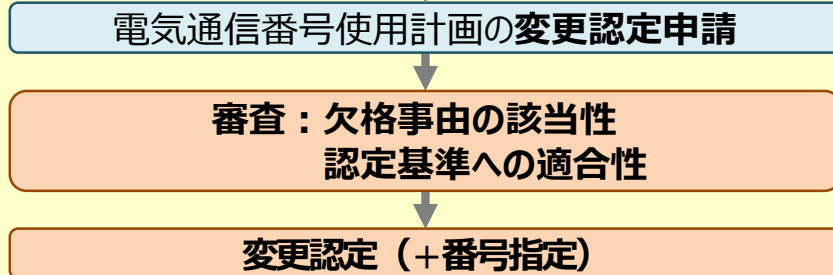 電気通信番号使用計画の変更認定申請
審査：欠格事由の該当性
認定基準への適合性
変更認定（+番号指定）